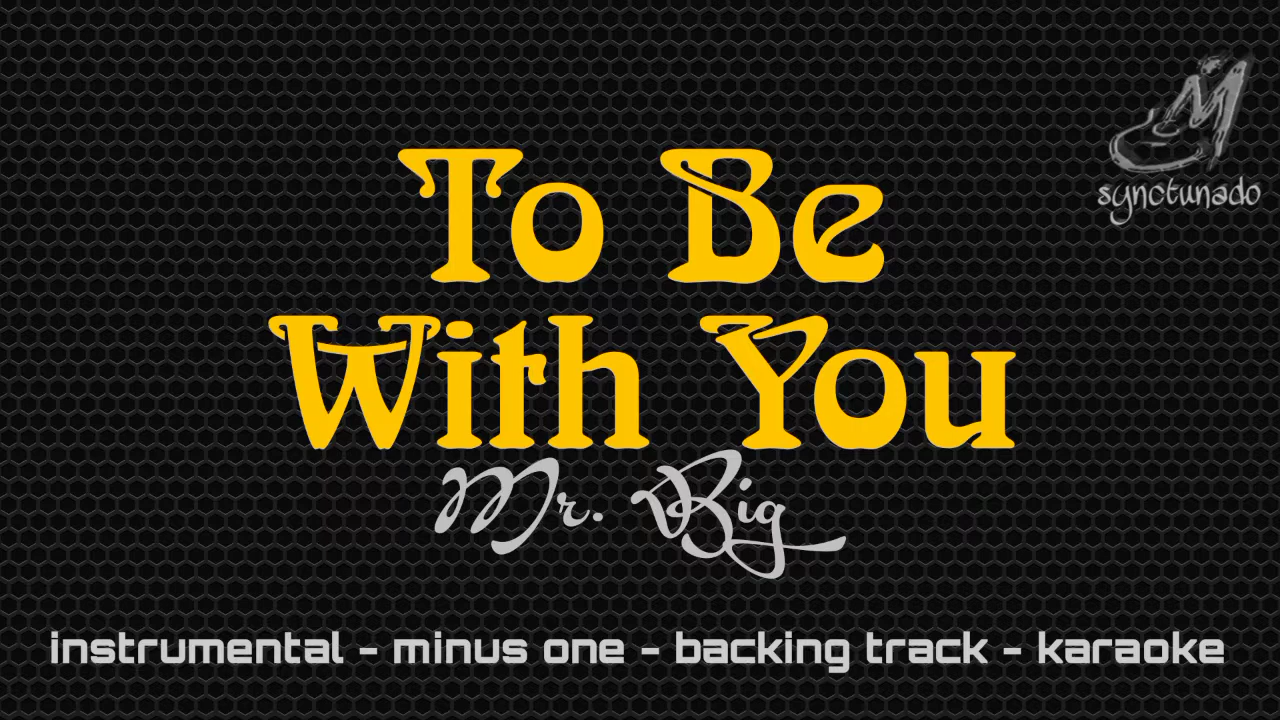 synctunado
To Be
With You
Mr. Big
instrumental - minus one - backing track - karaoke